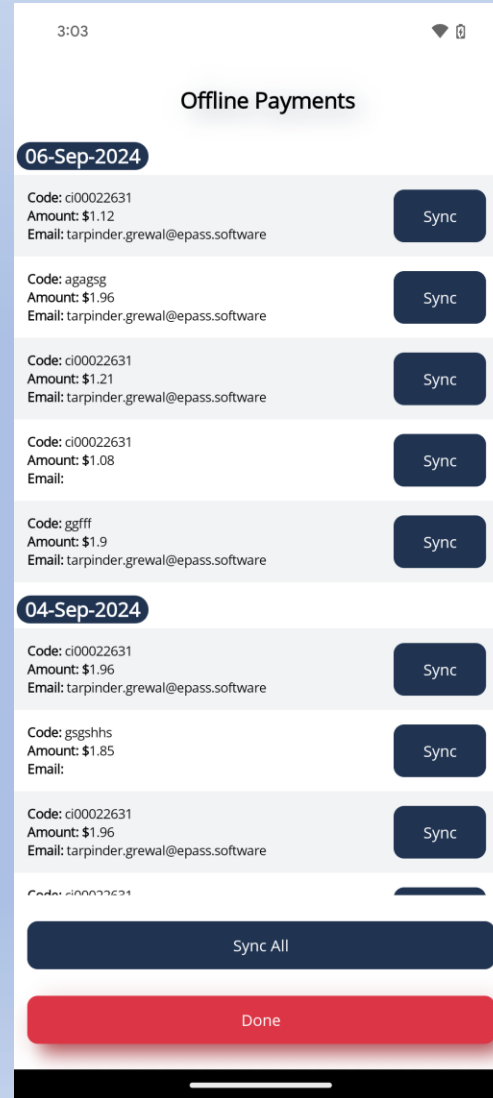 3:03
Offline Payments
06-Sep-2024
Code: ci00022631
Amount: $1.12
Email: tarpinder.grewal@epass.software
Sync
Code: agagsg
Amount: $1.96
Email: tarpinder.grewal@epass.software
Sync
Code: ci00022631
Amount: $1.21
Email: tarpinder.grewal@epass.software
Sync
Code: ci00022631
Amount: $1.08
Email:
Sync
Code: ggfff
Amount: $1.9
Email: tarpinder.grewal@epass.software
Sync
04-Sep-2024
Code: ci00022631
Amount: $1.96
Email: tarpinder.grewal@epass.software
Sync
Code: gsgshhs
Amount: $1.85
Email:
Sync
Code: ci00022631
Amount: $1.96
Email: tarpinder.grewal@epass.software
Sync
Code: ci00022631
Sync All
Done